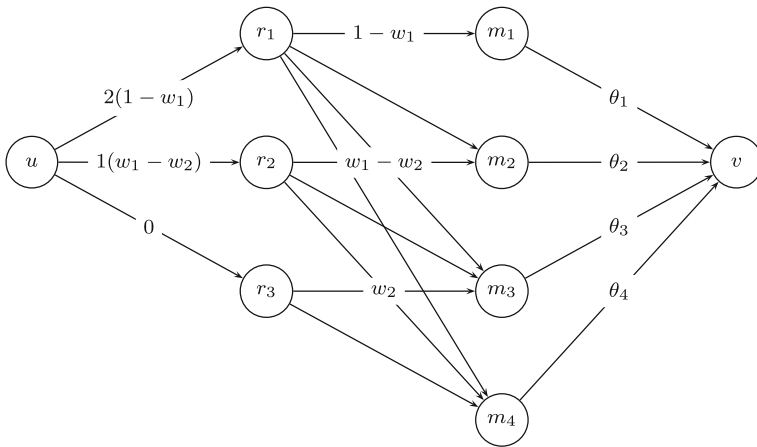 r₁ 1 − w₁ m₁
2(1 − w₁) θ₁
u 1(w₁ − w₂) r₂ w₁ − w₂ m₂ θ₂ v
0 θ₃
r₃ w₂ m₃ θ₄
m₄